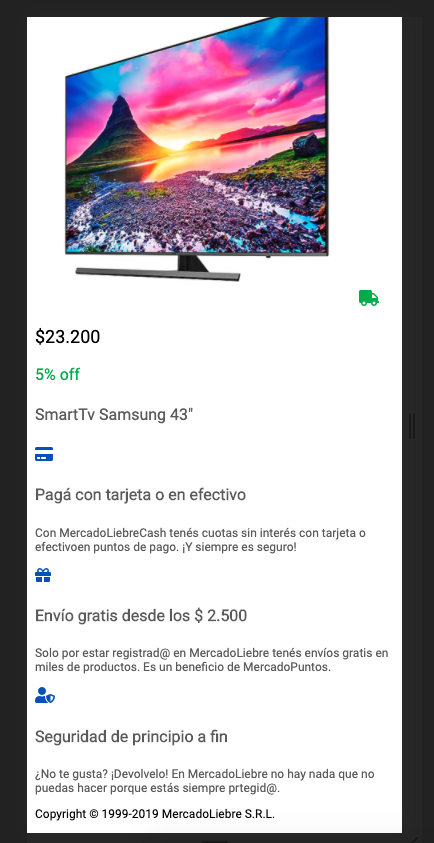 $23.200
5% off
SmartTv Samsung 43"
Pagá con tarjeta o en efectivo
Con MercadoLiebreCash tenés cuotas sin interés con tarjeta o
efectivoen puntos de pago. ¡Y siempre es seguro!
Envío gratis desde los $ 2.500
Solo por estar registrad@ en MercadoLiebre tenés envíos gratis en
miles de productos. Es un beneficio de MercadoPuntos.
Seguridad de principio a fin
¿No te gusta? ¡Devolvelo! En MercadoLiebre no hay nada que no
puedas hacer porque estás siempre prtegid@.
Copyright © 1999-2019 MercadoLiebre S.R.L.